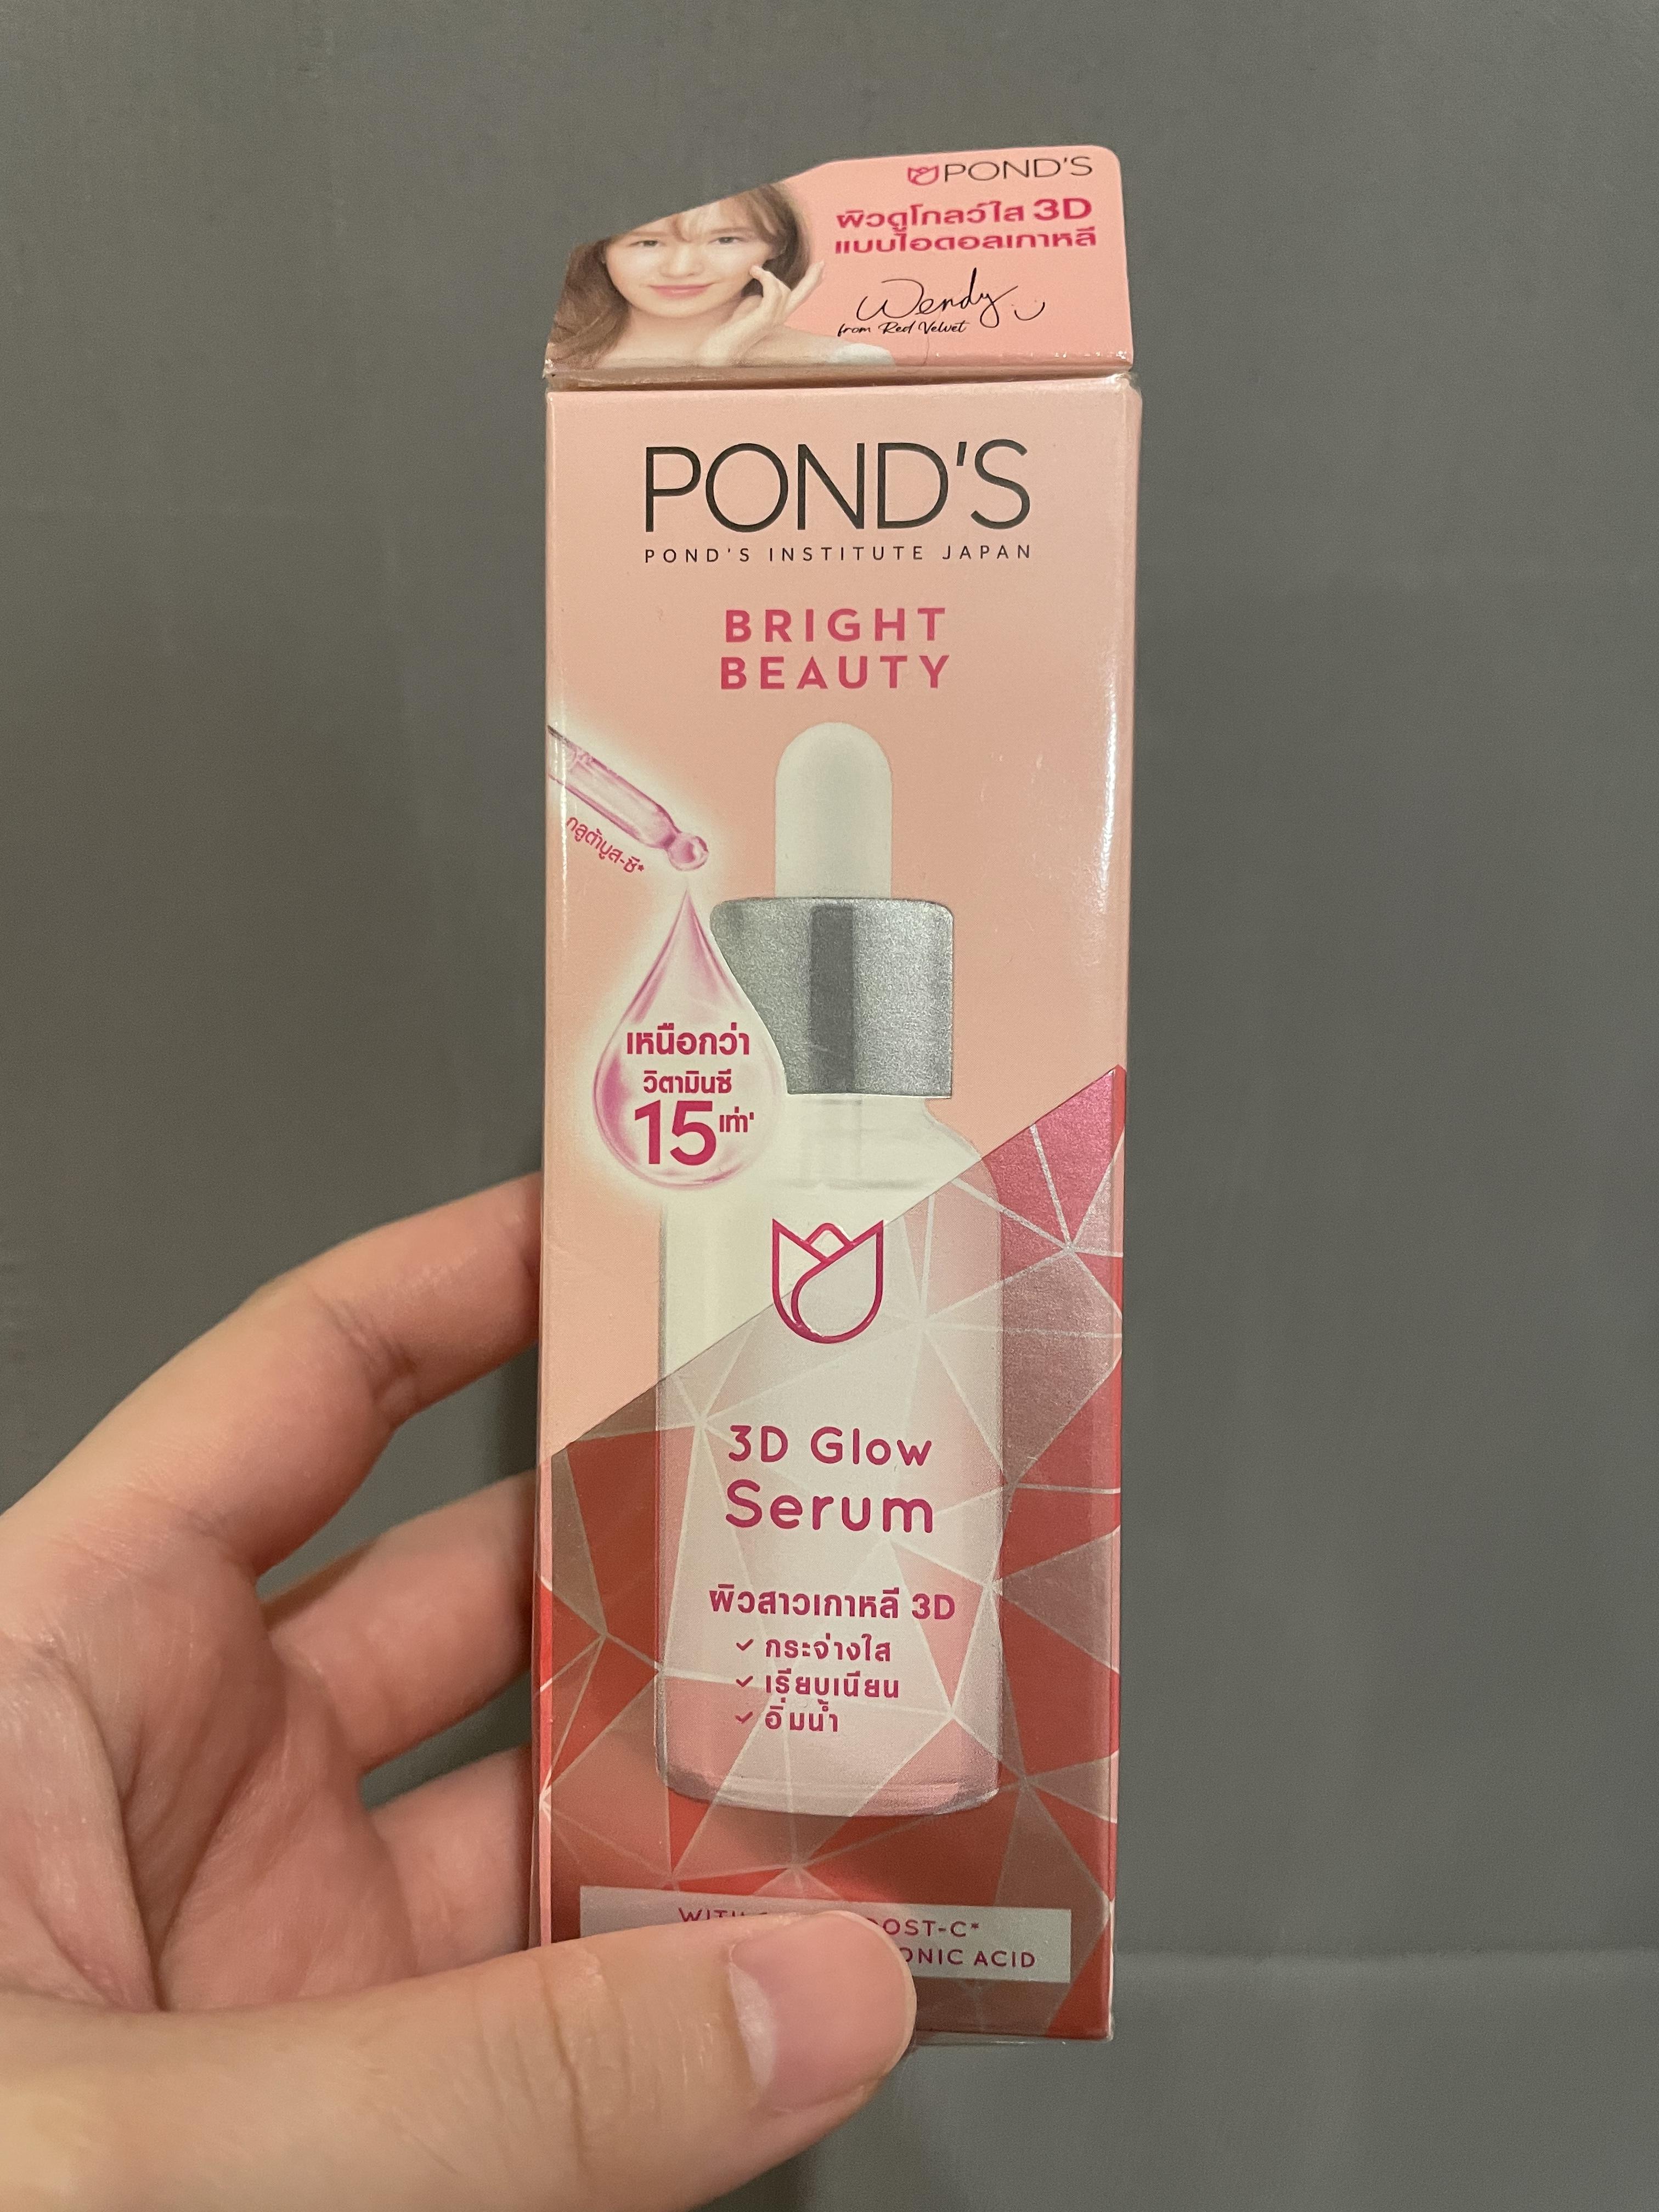 POND'S
ผิวดูโกลว์ใส 3D
แบบไอดอลเกาหลี
Wendy
from Red Velvet
POND'S
POND'S INSTITUTE JAPAN
BRIGHT
BEAUTY
กลูต้าบูส-ซี*
เหนือกว่า
วิตามินซี
15 เท่า'
3D Glow
Serum
ผิวสาวเกาหลี 3D
✓ กระจ่างใส
✓ เรียบเนียน
✓ อิ่มน้ำ
OST-C*
ONIC ACID